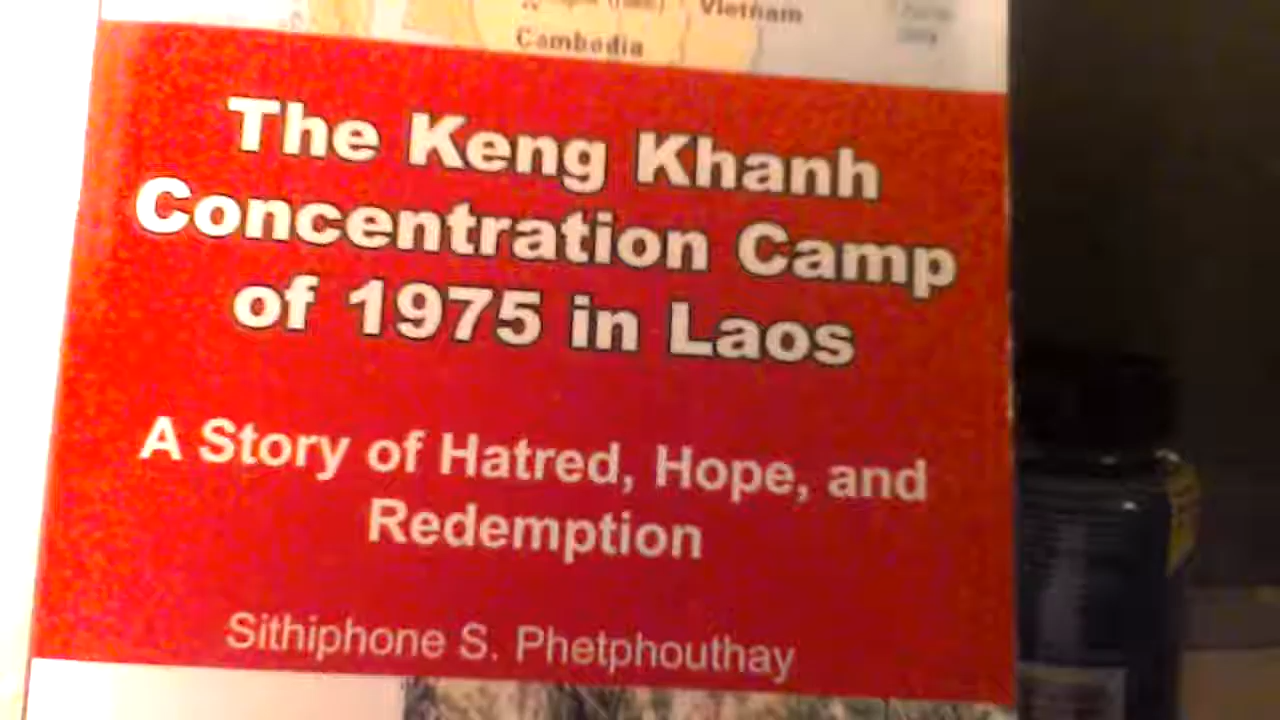 Vietnam
Cambodia
The Keng Khanh
Concentration Camp
of 1975 in Laos
A Story of Hatred, Hope, and
Redemption
Sithiphone S. Phetphouthay